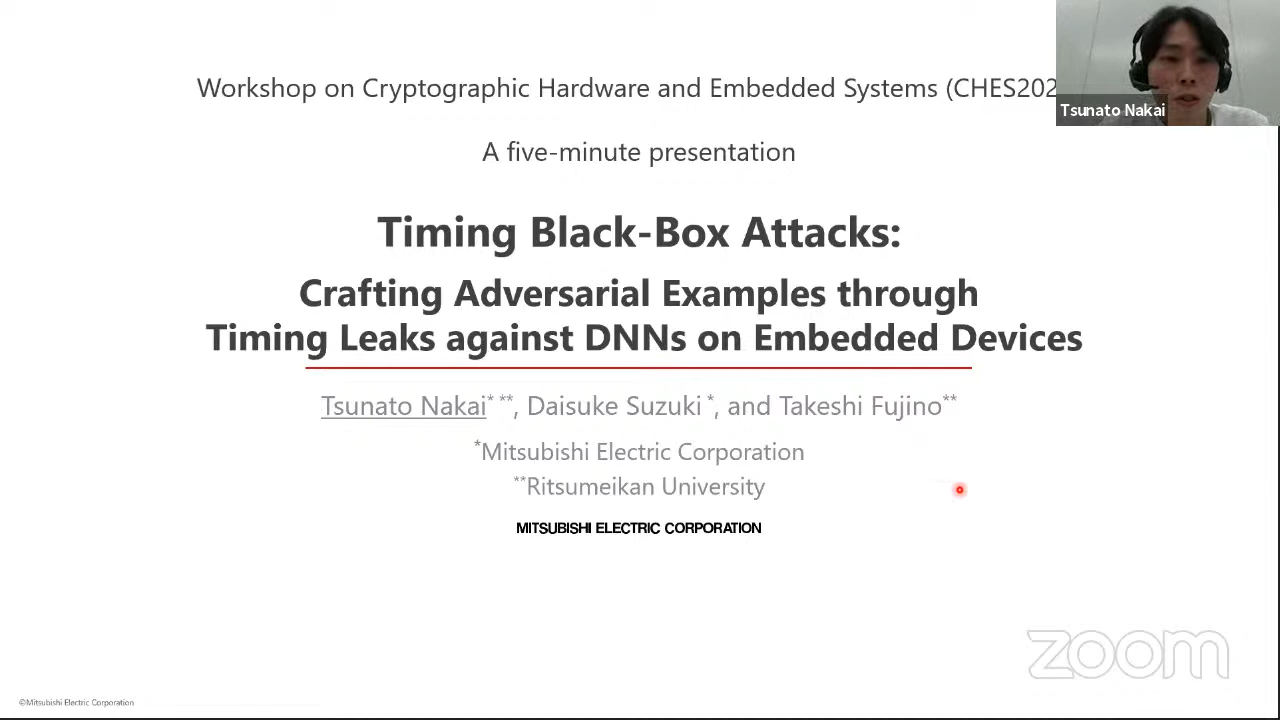 Workshop on Cryptographic Hardware and Embedded Systems (CHES202
Tsunato Nakai
A five-minute presentation
Timing Black-Box Attacks:
Crafting Adversarial Examples through
Timing Leaks against DNNs on Embedded Devices
Tsunato Nakai* **, Daisuke Suzuki *, and Takeshi Fujino**
*Mitsubishi Electric Corporation
**Ritsumeikan University
MITSUBISHI ELECTRIC CORPORATION
zoom
©Mitsubishi Electric Corporation